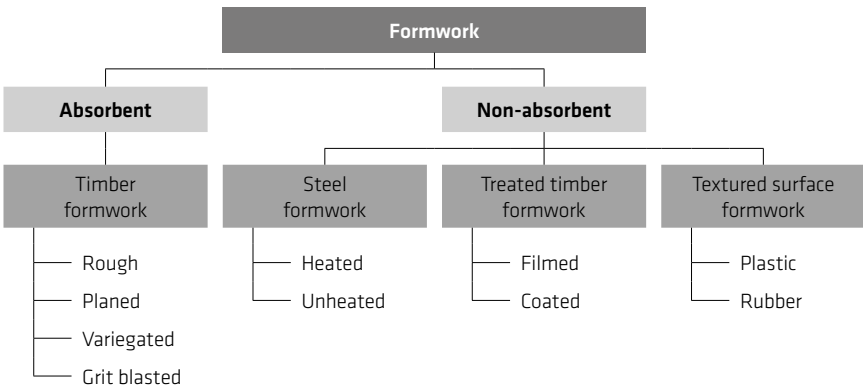 Formwork
Absorbent
Non-absorbent
Timber
formwork
Steel
formwork
Treated timber
formwork
Textured surface
formwork
Rough
Planed
Variegated
Grit blasted
Heated
Unheated
Filmed
Coated
Plastic
Rubber